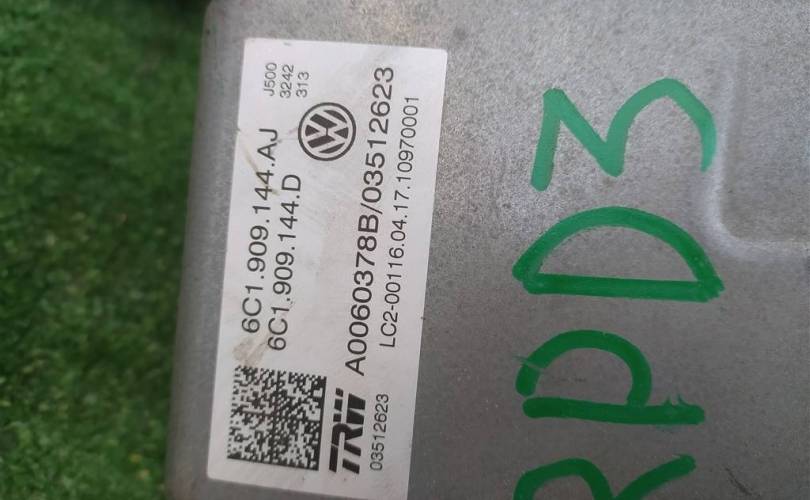 6C1.909.144.AJ
6C1.909.144.D
J500
3242
313
TRW
A0060378B/03512623
03512623
LC2-00116.04.17.10970001
RPD3